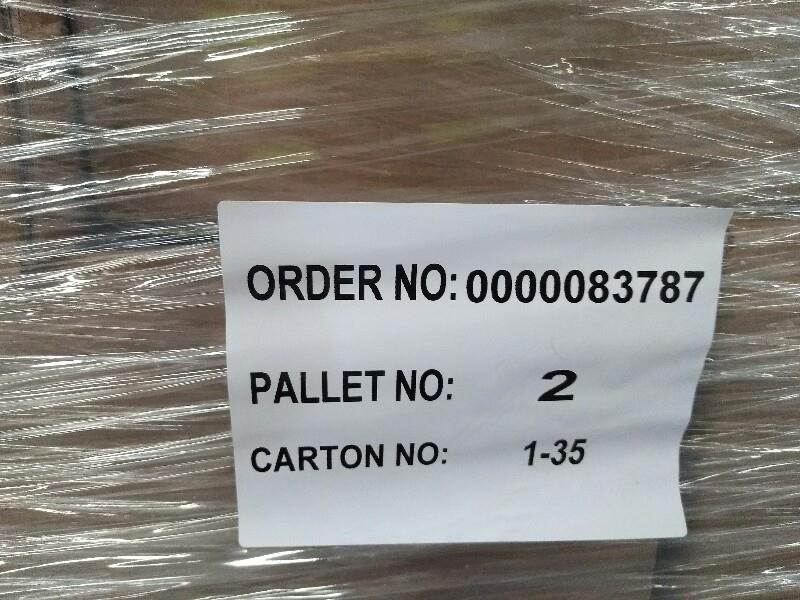 ORDER NO: 0000083787
PALLET NO: 2
CARTON NO: 1-35